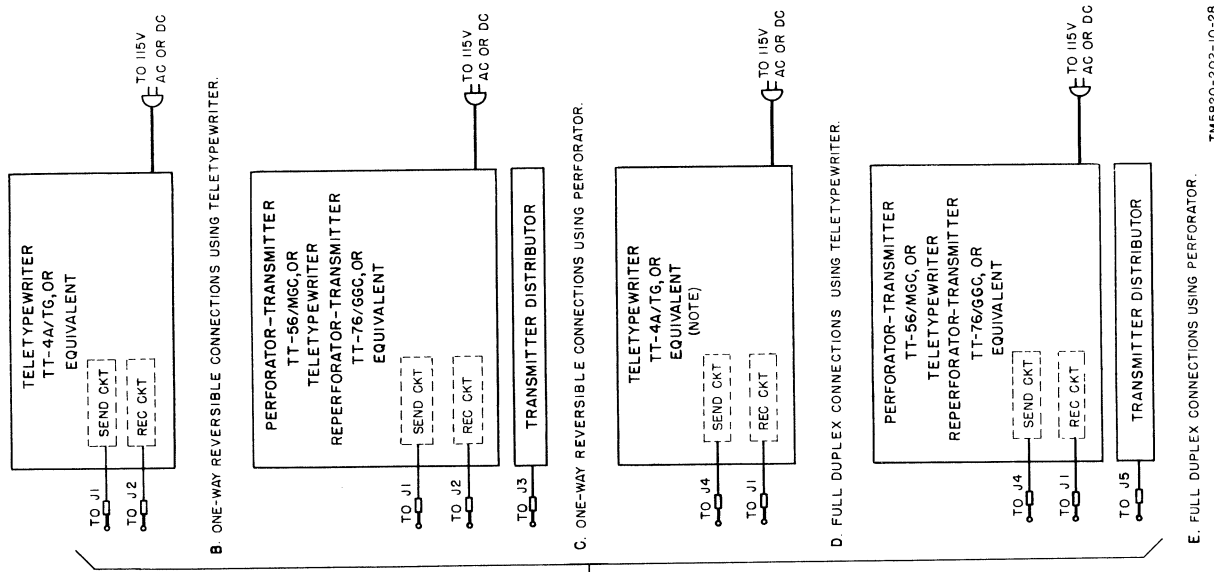 TELETYPEWRITER
TT-4A/TG, OR
EQUIVALENT
SEND CKT
REC CKT
TO J1
TO J2
TO 115V
AC OR DC
B. ONE-WAY REVERSIBLE CONNECTIONS USING TELETYPEWRITER.
PERFORATOR-TRANSMITTER
TT-56/MGC, OR
TELETYPEWRITER
REPERFORATOR-TRANSMITTER
TT-76/GGC, OR
EQUIVALENT
SEND CKT
REC CKT
TO J1
TO J2
TO 115V
AC OR DC
TRANSMITTER DISTRIBUTOR
TO J3
C. ONE-WAY REVERSIBLE CONNECTIONS USING PERFORATOR.
TELETYPEWRITER
TT-4A/TG, OR
EQUIVALENT
(NOTE)
SEND CKT
REC CKT
TO J4
TO J1
TO 115V
AC OR DC
D. FULL DUPLEX CONNECTIONS USING TELETYPEWRITER.
PERFORATOR-TRANSMITTER
TT-56/MGC, OR
TELETYPEWRITER
REPERFORATOR-TRANSMITTER
TT-76/GGC, OR
EQUIVALENT
SEND CKT
REC CKT
TO J4
TO J1
TO 115V
AC OR DC
TRANSMITTER DISTRIBUTOR
TO J5
E. FULL DUPLEX CONNECTIONS USING PERFORATOR.